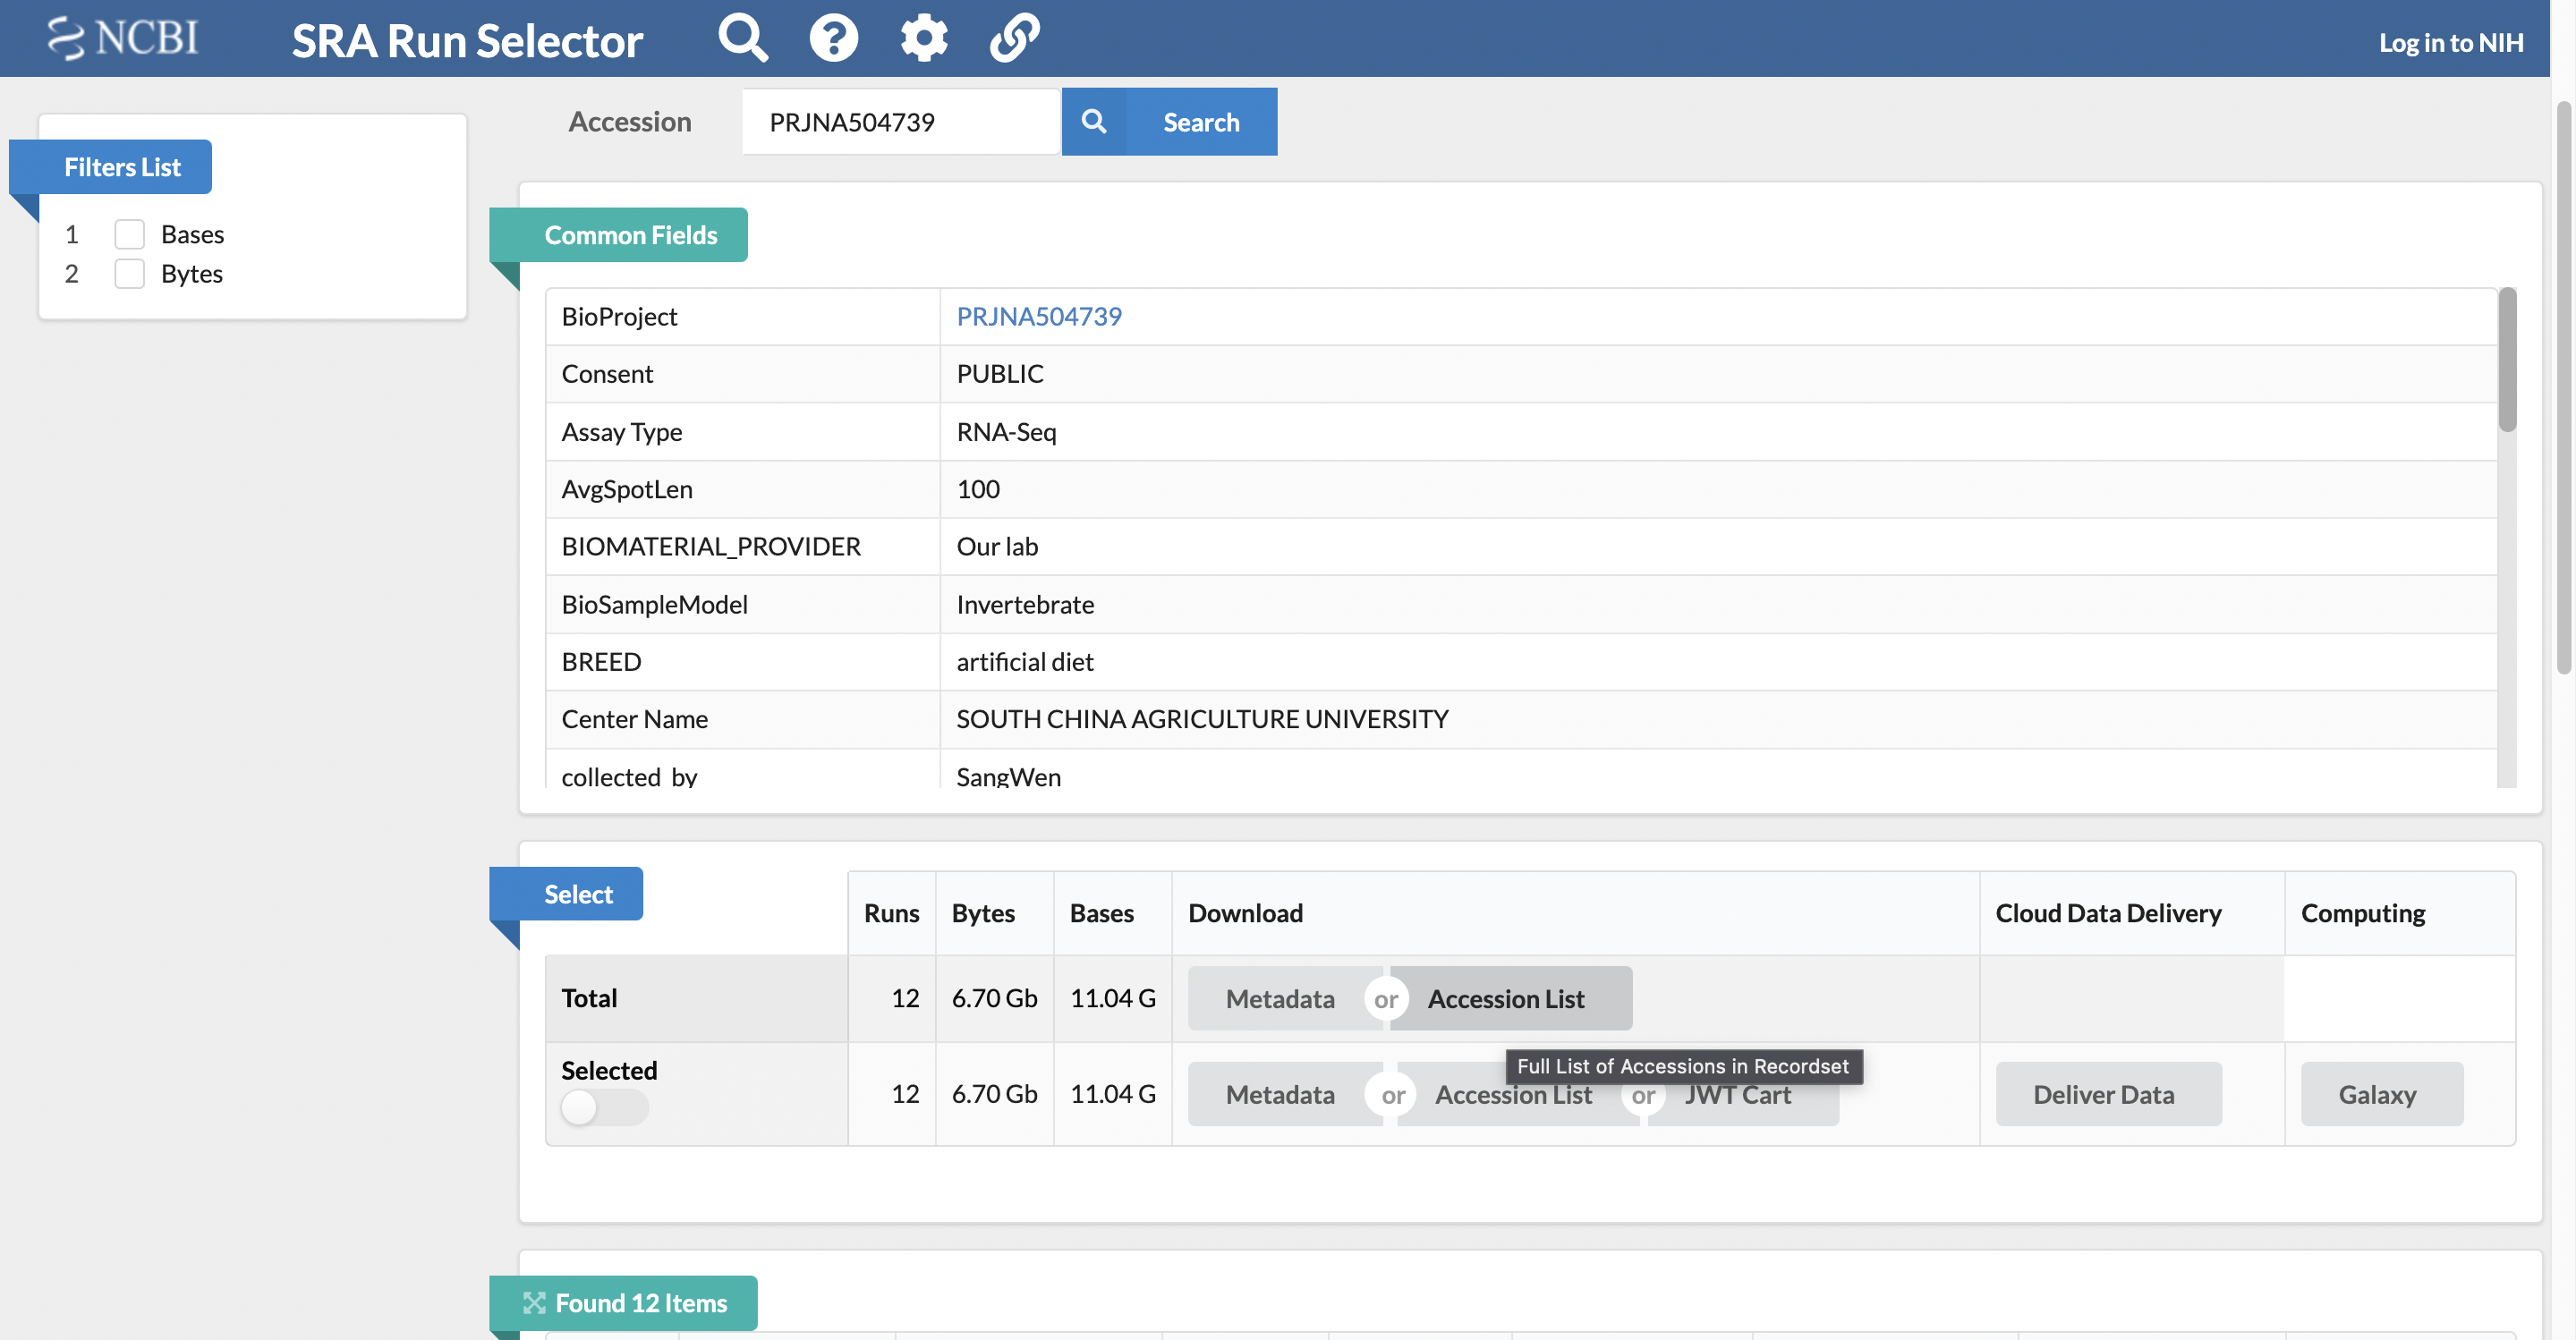 NCBI
SRA Run Selector
Log in to NIH
Accession
PRJNA504739
Search
Filters List
1 Bases
2 Bytes
Common Fields
BioProject PRJNA504739
Consent PUBLIC
Assay Type RNA-Seq
AvgSpotLen 100
BIOMATERIAL_PROVIDER Our lab
BioSampleModel Invertebrate
BREED artificial diet
Center Name SOUTH CHINA AGRICULTURE UNIVERSITY
collected_by SangWen
Select
Runs Bytes Bases Download Cloud Data Delivery Computing
Total 12 6.70 Gb 11.04 G Metadata or Accession List
Full List of Accessions in Recordset
Selected 12 6.70 Gb 11.04 G Metadata or Accession List or JWT Cart Deliver Data Galaxy
Found 12 Items